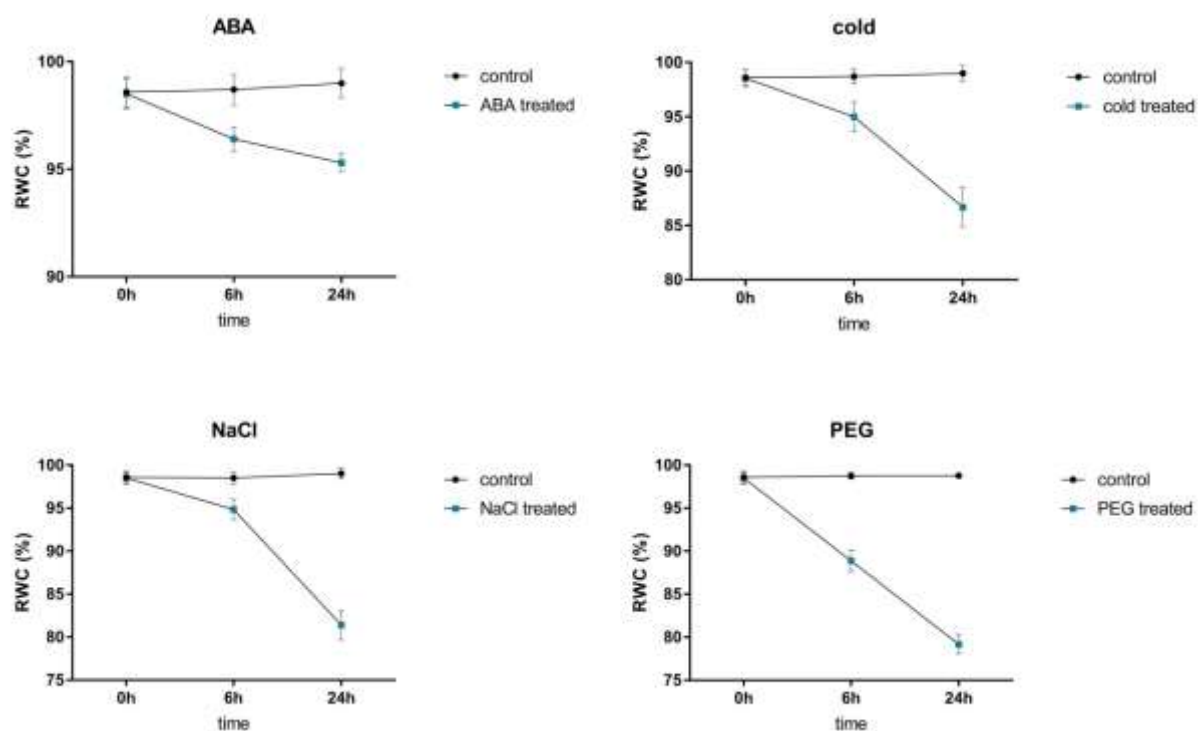 ABA
100
95
90
RWC (%)
0h 6h 24h
time
control
ABA treated
cold
100
95
90
85
80
RWC (%)
0h 6h 24h
time
control
cold treated
NaCl
100
95
90
85
80
75
RWC (%)
0h 6h 24h
time
control
NaCl treated
PEG
100
95
90
85
80
75
RWC (%)
0h 6h 24h
time
control
PEG treated